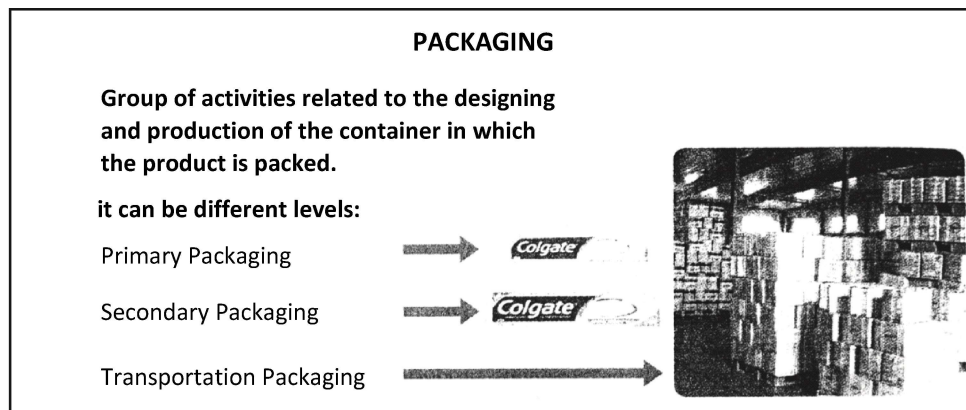 PACKAGING
Group of activities related to the designing
and production of the container in which
the product is packed.
it can be different levels:
Primary Packaging
Colgate
Secondary Packaging
Colgate
Transportation Packaging